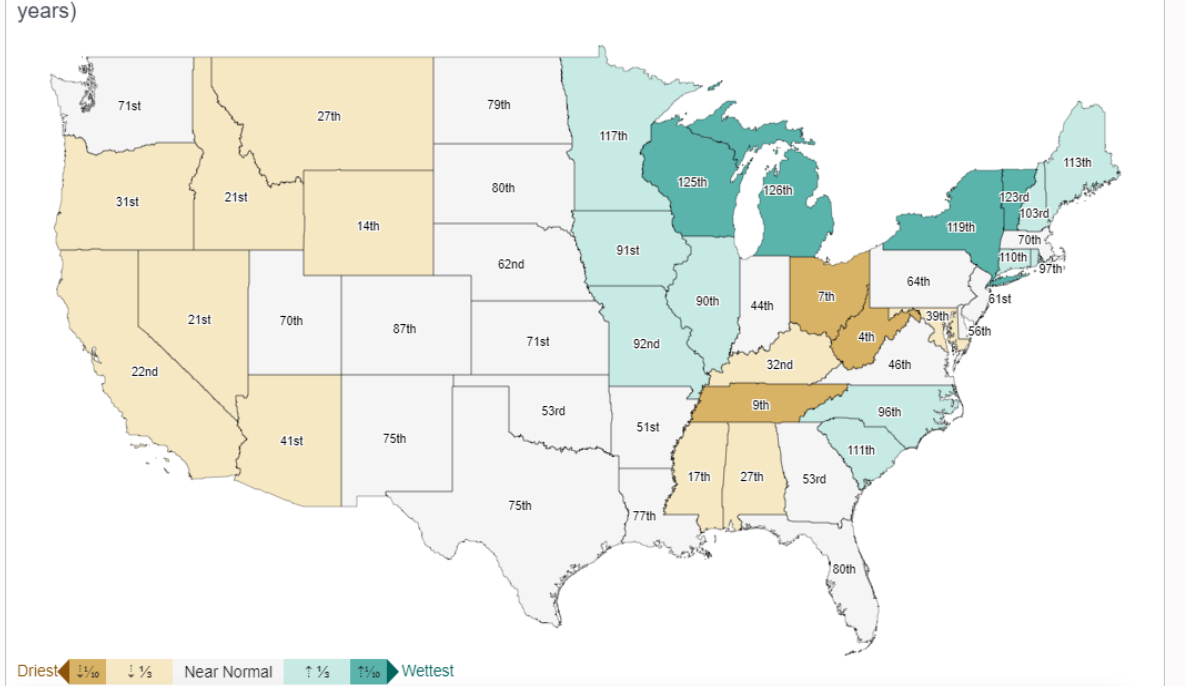 years)
71st
27th
79th
117th
113th
31st
21st
14th
80th
125th
126th
123rd
103rd
119th
70th
110th
97th
62nd
91st
90th
44th
7th
64th
61st
21st
70th
87th
71st
92nd
39th
56th
4th
22nd
32nd
46th
41st
75th
53rd
51st
9th
96th
111th
17th
27th
53rd
75th
77th
80th
Driest ↓⅒ ↓⅓ Near Normal ↑⅓ ↑⅒ Wettest